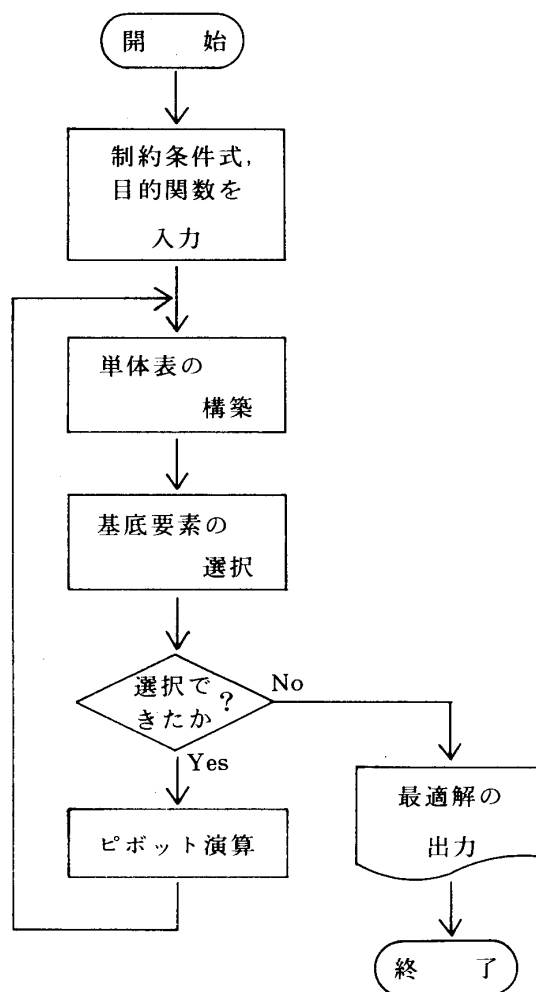 開 始
制約条件式,
目的関数を
入力
単体表の
構築
基底要素の
選択
選択で
きたか?
No
Yes
ピボット演算
最適解の
出力
終 了